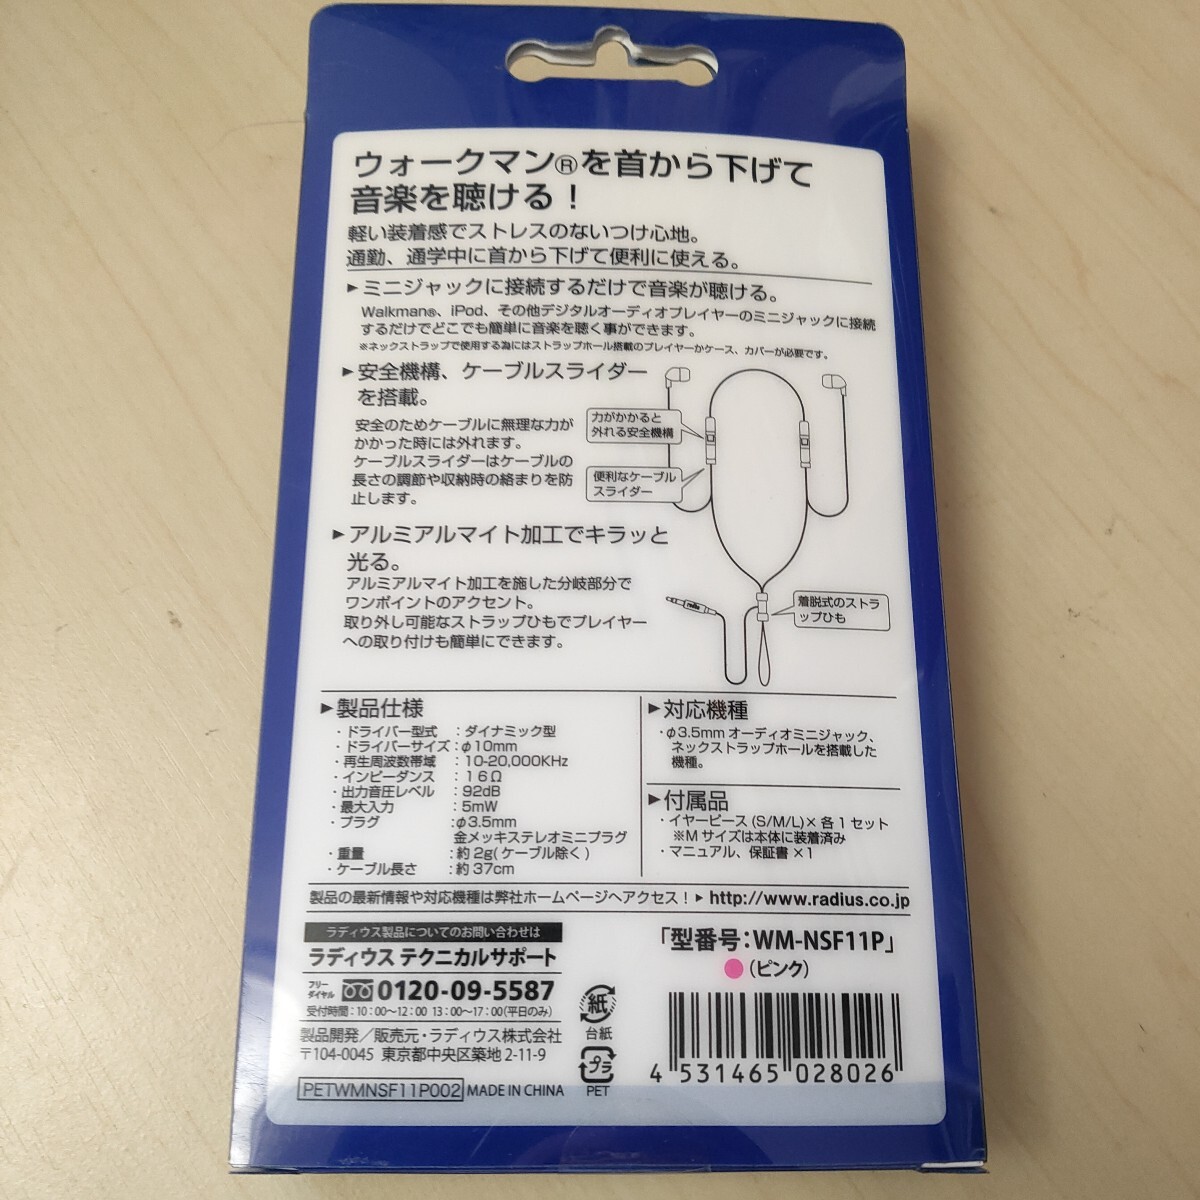 ウォークマン®を首から下げて
音楽を聴ける！
軽い装着感でストレスのないつけ心地。
通勤、通学中に首から下げて便利に使える。
▶ミニジャックに接続するだけで音楽が聴ける。
Walkman®、iPod、その他デジタルオーディオプレイヤーのミニジャックに接続
するだけでどこでも簡単に音楽を聴く事ができます。
※ネックストラップで使用する為にはストラップホール搭載のプレイヤーかケース、カバーが必要です。
▶安全機構、ケーブルスライダー
を搭載。
安全のためケーブルに無理な力が
かかった時には外れます。
ケーブルスライダーはケーブルの
長さの調節や収納時の絡まりを防
止します。
力がかかると
外れる安全機構
便利なケーブル
スライダー
▶アルミアルマイト加工でキラッと
光る。
アルミアルマイト加工を施した分岐部分で
ワンポイントのアクセント。
取り外し可能なストラップひもでプレイヤー
への取り付けも簡単にできます。
radius
着脱式のストラ
ップひも
▶製品仕様
・ドライバー型式 ：ダイナミック型
・ドライバーサイズ：φ10mm
・再生周波数帯域 ：10-20,000KHz
・インピーダンス ：16Ω
・出力音圧レベル ：92dB
・最大入力 ：5mW
・プラグ ：φ3.5mm
金メッキステレオミニプラグ
・重量 ：約2g(ケーブル除く)
・ケーブル長さ ：約37cm
▶対応機種
・φ3.5mm オーディオミニジャック、
ネックストラップホールを搭載した
機種。
▶付属品
・イヤーピース (S/M/L)× 各1セット
※Mサイズは本体に装着済み
・マニュアル、保証書×1
製品の最新情報や対応機種は弊社ホームページへアクセス！▶http://www.radius.co.jp
ラディウス製品についてのお問い合わせは
ラディウス テクニカルサポート
フリー
ダイヤル 0120-09-5587
受付時間：10：00〜12：00 13：00〜17：00(平日のみ)
製品開発／販売元・ラディウス株式会社
〒104-0045 東京都中央区築地 2-11-9
PETWMNSF11P002 MADE IN CHINA
紙
台紙
プラ
PET
「型番号：WM-NSF11P」
(ピンク)
4 531465 028026